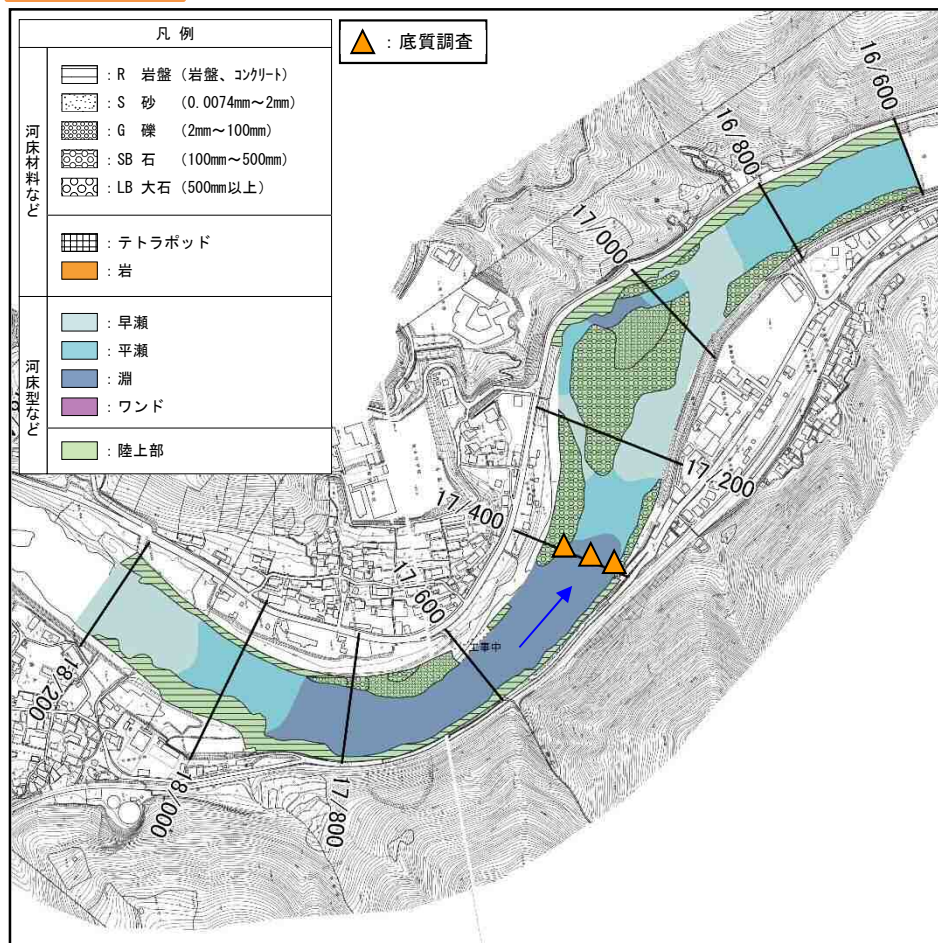 凡 例
河床材料など
: R 岩盤 (岩盤、コンクリート)
: S 砂 (0.0074mm～2mm)
: G 礫 (2mm～100mm)
: SB 石 (100mm～500mm)
: LB 大石 (500mm以上)
: テトラポッド
: 岩
河床型など
: 早瀬
: 平瀬
: 淵
: ワンド
: 陸上部
: 底質調査
16/600
16/800
17/000
17/200
17/400
17/600
工事中
17/800
18/000
18/200